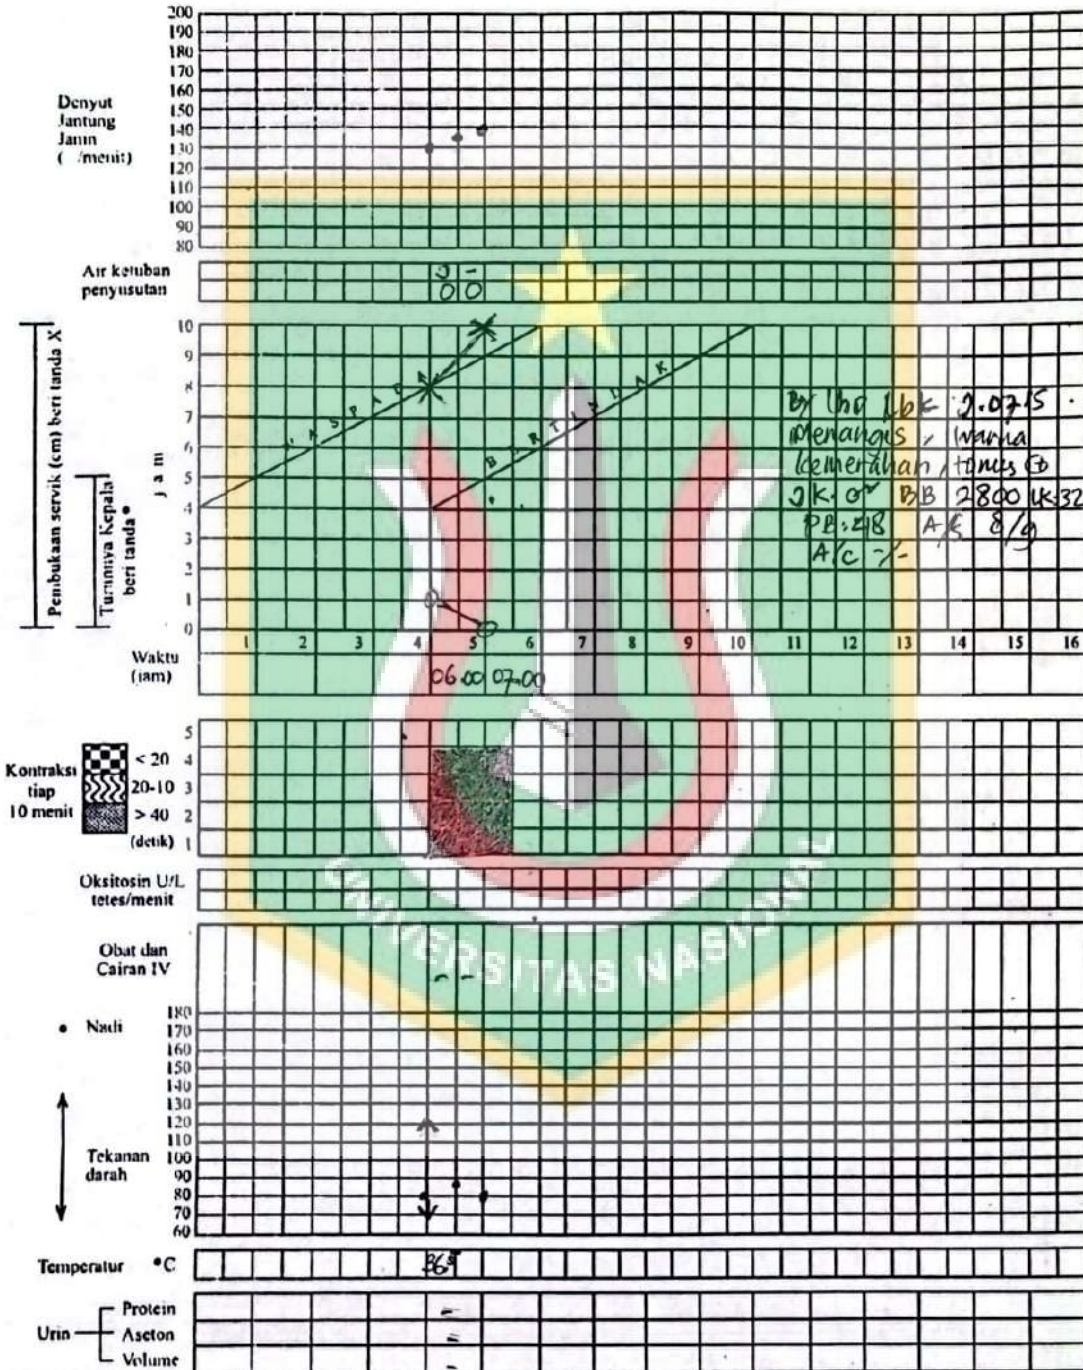 200
190
180
170
160
150
140
130
120
110
100
90
80
Denyut
Jantung
Janin
( /menit)
Air ketuban
penyusutan
J -
0 0
Pembukaan servik (cm) beri tanda X
Turunnya Kepala
beri tanda •
Jam
10
9
8
7
6
5
4
3
2
1
0
WASPADA
BERTINDAK
By lhr 07.15
Menangis, warna
kemerahan, tonus
JK: ♂ BB 2800 LK:32
PB:48 A/S 8/9
A/C -/-
1 2 3 4 5 6 7 8 9 10 11 12 13 14 15 16
Waktu
(jam)
06.00 07.00
Kontraksi
tiap
10 menit
< 20
20-10
> 40
(detik)
5
4
3
2
1
Oksitosin U/L
tetes/menit
Obat dan
Cairan IV
- -
UNIVERSITAS NASIONAL
• Nadi
Tekanan
darah
180
170
160
150
140
130
120
110
100
90
80
70
60
Temperatur °C
36,5
Urin
Protein -
Aseton =
Volume -